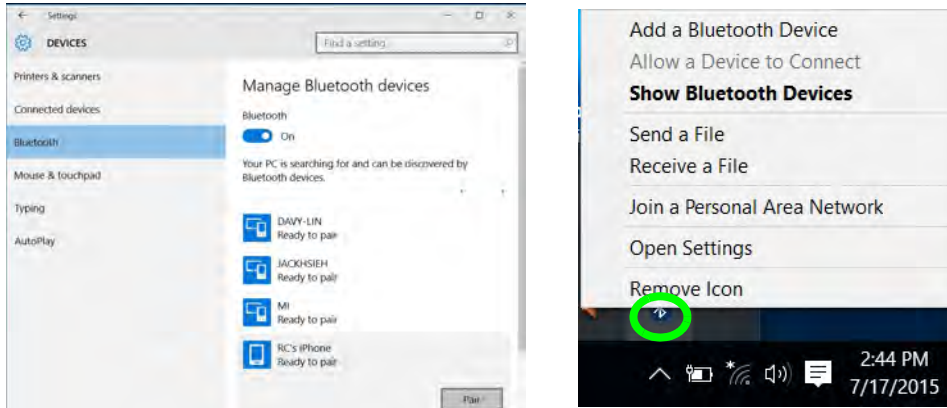 Settings
DEVICES
Find a setting
Printers & scanners
Connected devices
Bluetooth
Mouse & touchpad
Typing
AutoPlay
Manage Bluetooth devices
Bluetooth
On
Your PC is searching for and can be discovered by
Bluetooth devices.
DAVY-LIN
Ready to pair
JACKHSIEH
Ready to pair
MI
Ready to pair
RC's iPhone
Ready to pair
Pair
Add a Bluetooth Device
Allow a Device to Connect
Show Bluetooth Devices
Send a File
Receive a File
Join a Personal Area Network
Open Settings
Remove Icon
2:44 PM
7/17/2015